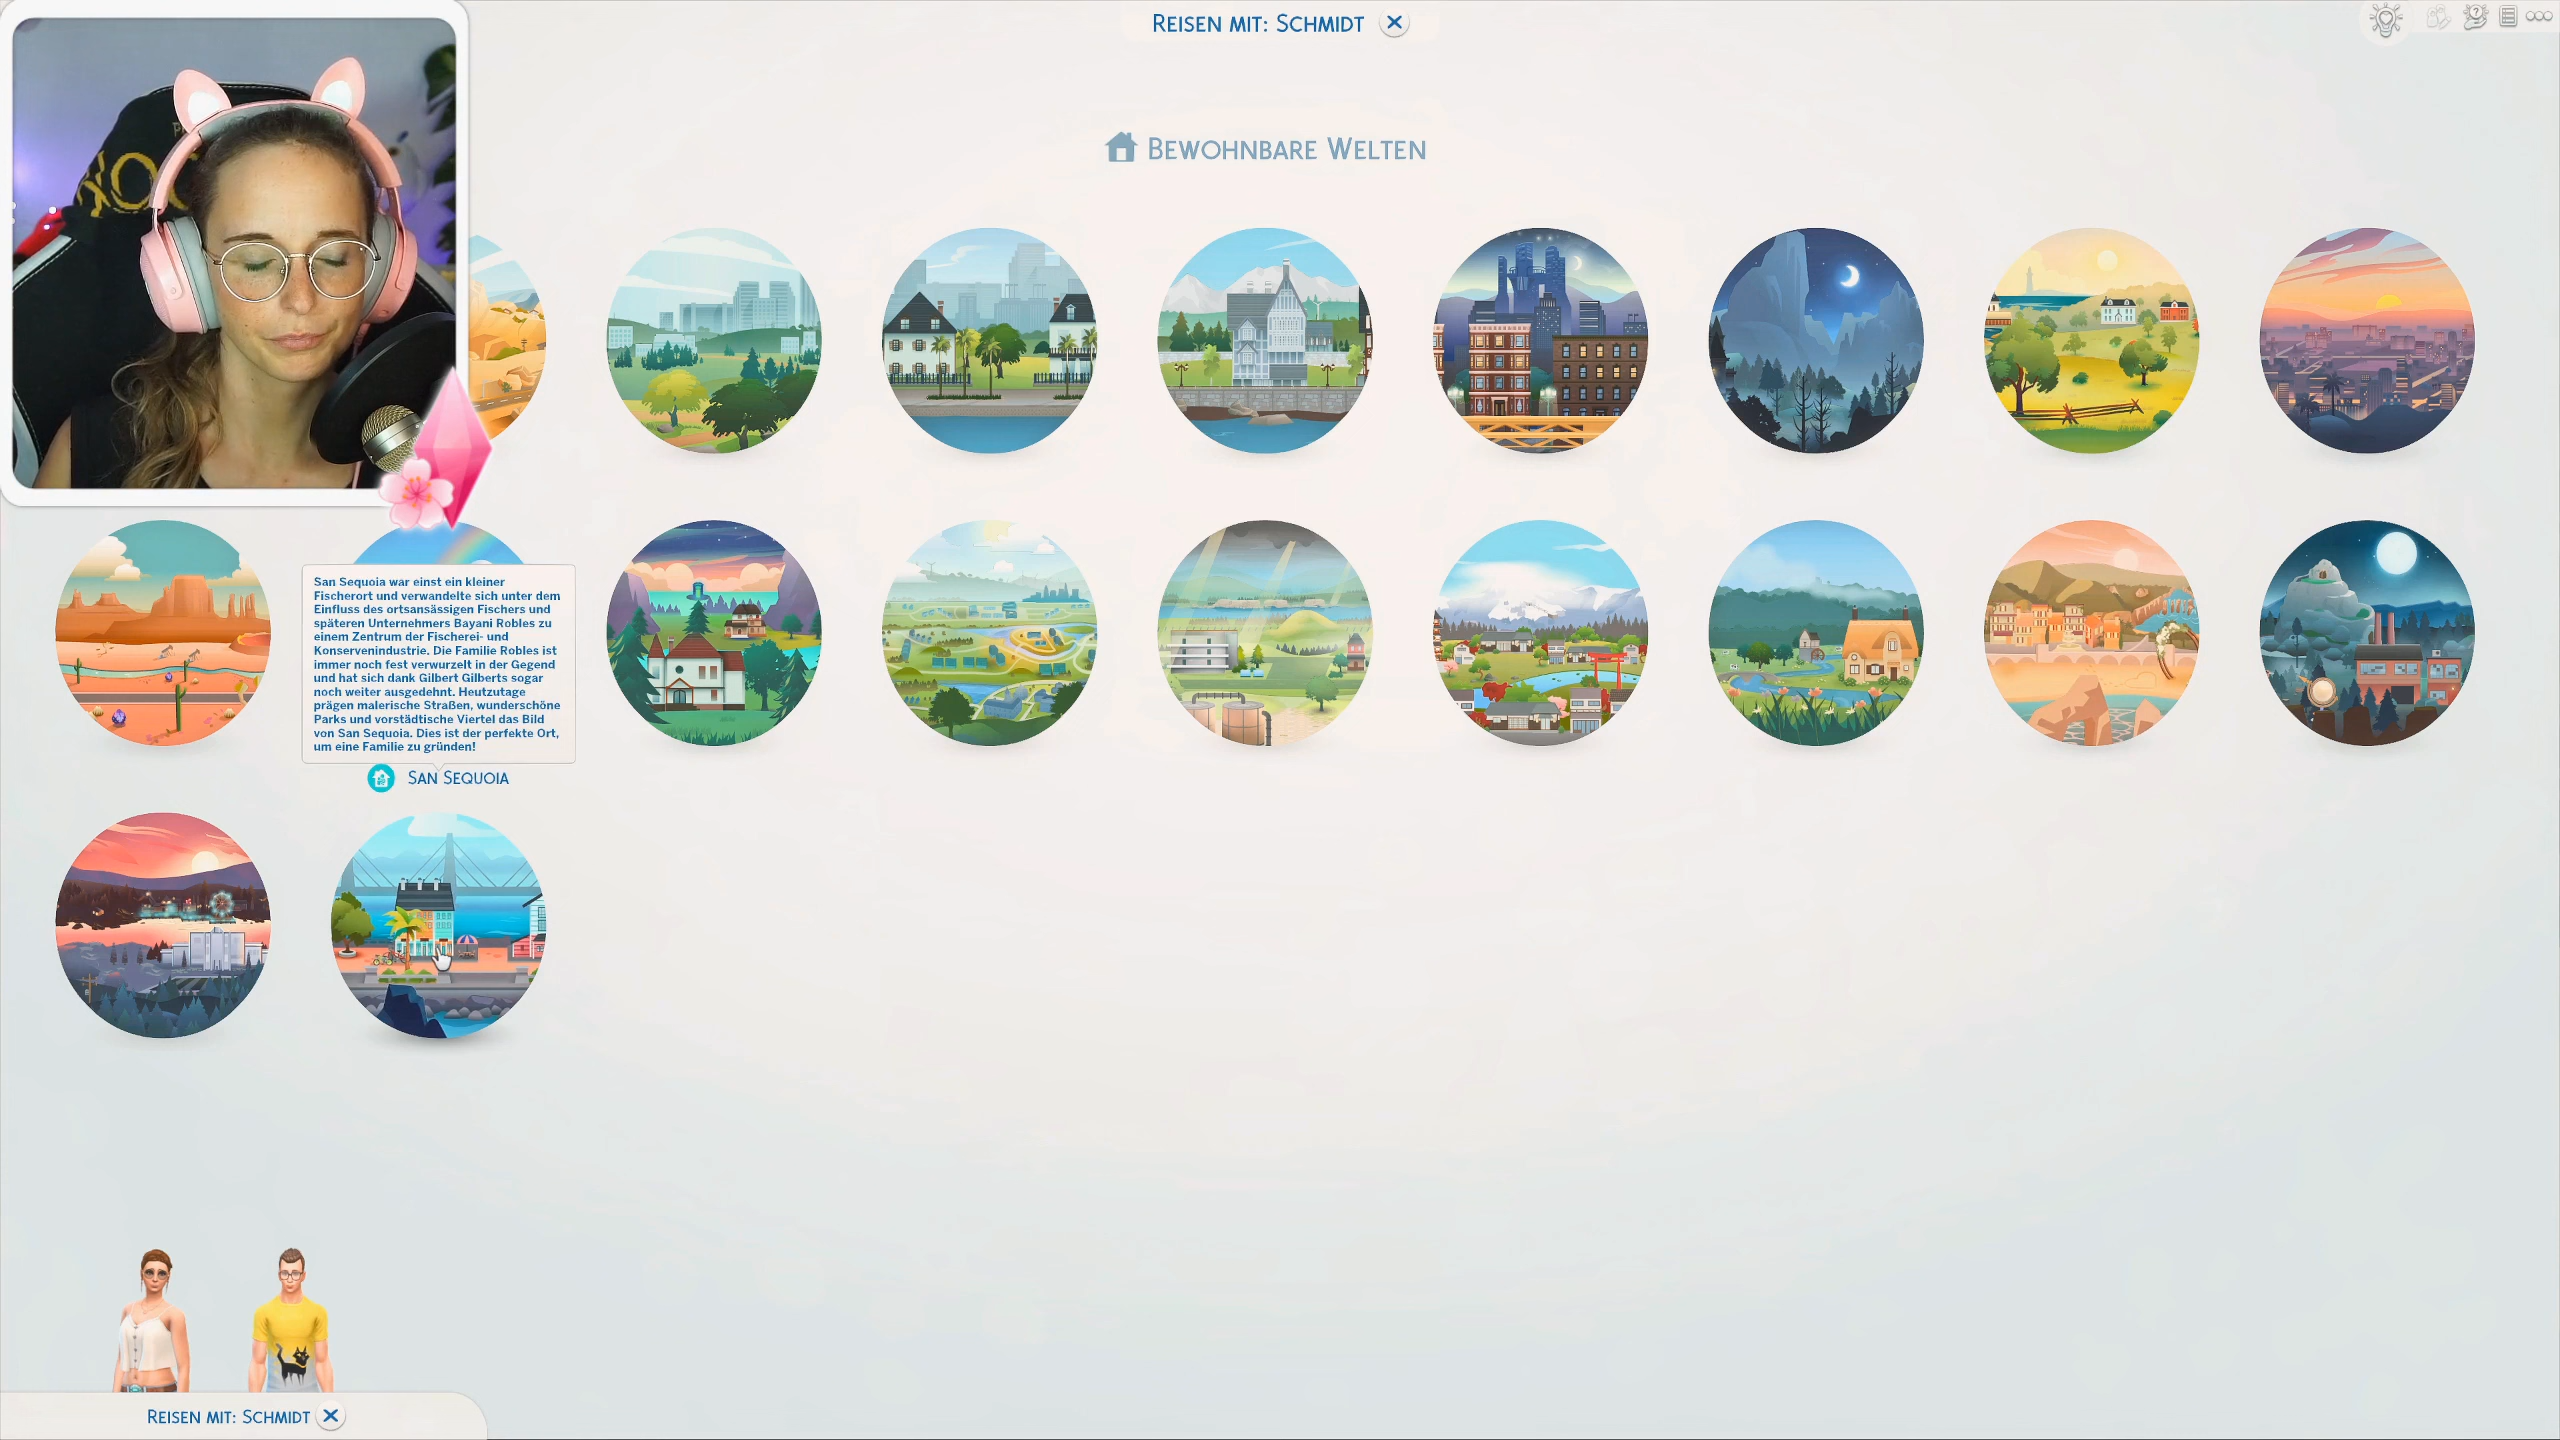 REISEN MIT: SCHMIDT
BEWOHNBARE WELTEN
San Sequoia war einst ein kleiner
Fischerort und verwandelte sich unter dem
Einfluss des ortsansässigen Fischers und
späteren Unternehmers Bayani Robles zu
einem Zentrum der Fischerei- und
Konservenindustrie. Die Familie Robles ist
immer noch fest verwurzelt in der Gegend
und hat sich dank Gilbert Gilberts sogar
noch weiter ausgedehnt. Heutzutage
prägen malerische Straßen, wunderschöne
Parks und vorstädtische Viertel das Bild
von San Sequoia. Dies ist der perfekte Ort,
um eine Familie zu gründen!
SAN SEQUOIA
REISEN MIT: SCHMIDT